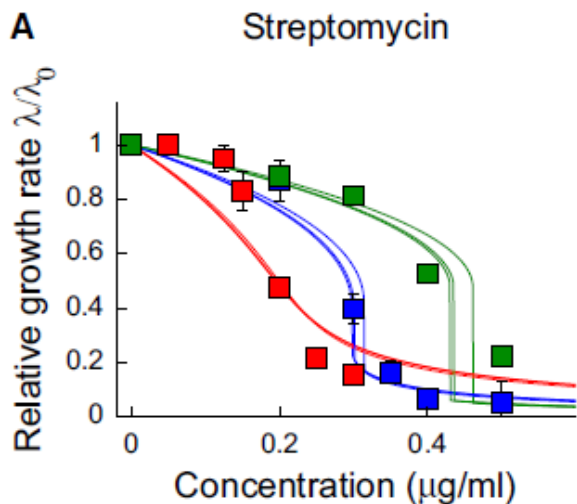 A
Streptomycin
Relative growth rate λ/λ0
1
0.8
0.6
0.4
0.2
0
0 0.2 0.4
Concentration (μg/ml)